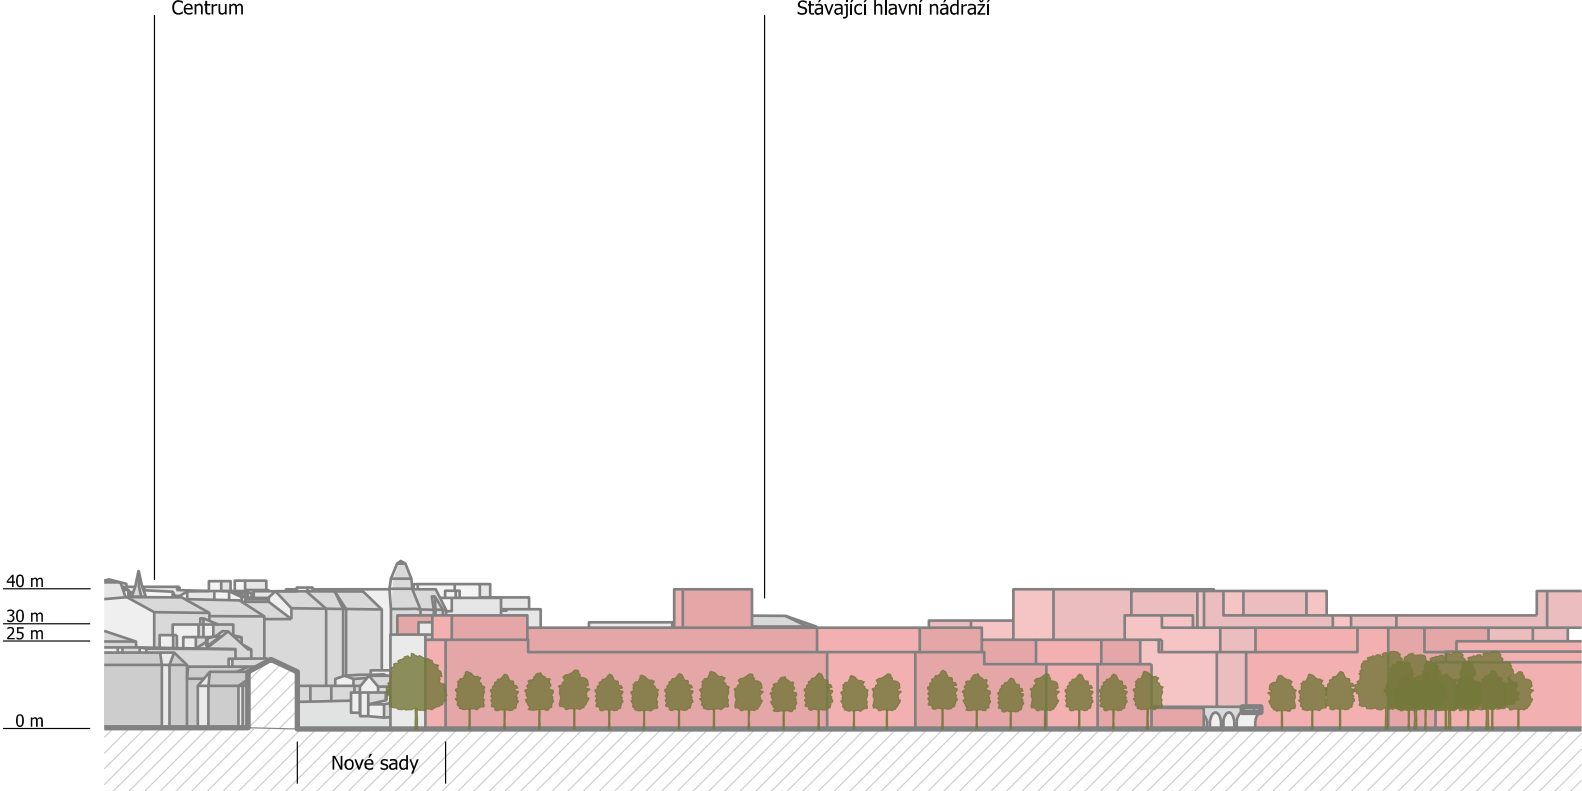 Centrum
Stávající hlavní nádraží
40 m
30 m
25 m
0 m
Nové sady